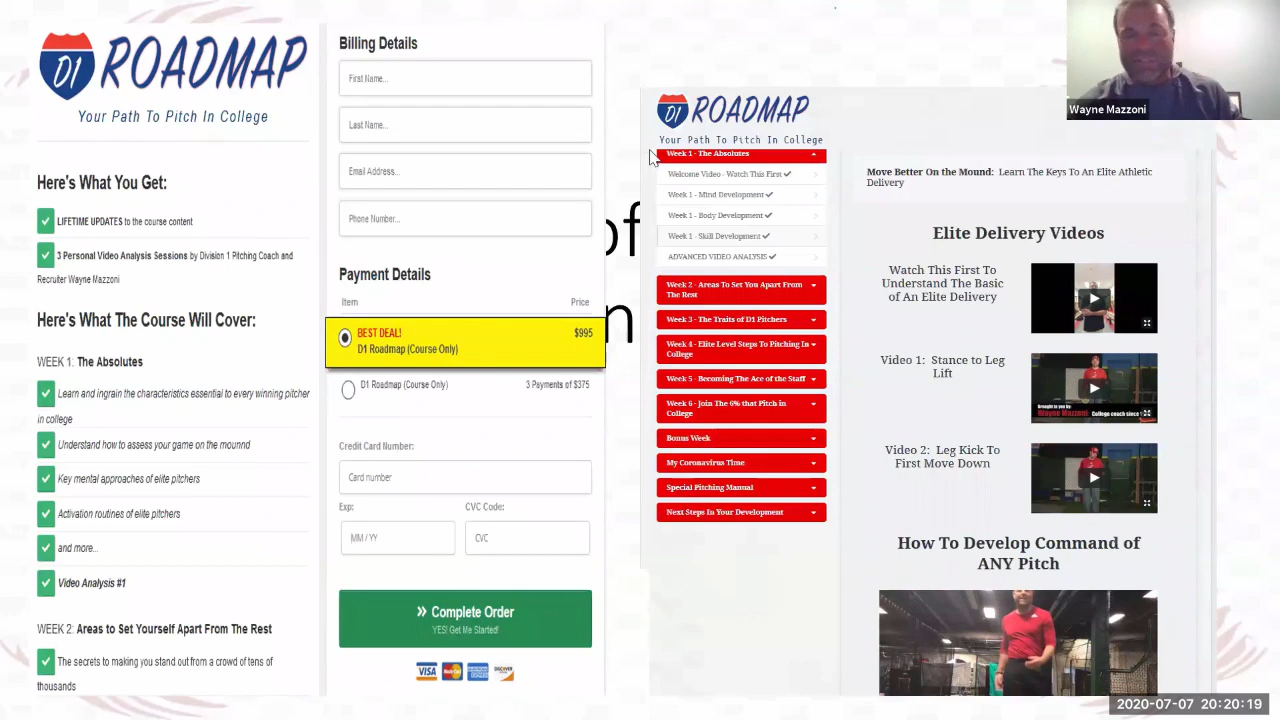 D1 ROADMAP
Your Path To Pitch In College
Here's What You Get:
LIFETIME UPDATES to the course content
3 Personal Video Analysis Sessions by Division 1 Pitching Coach and
Recruiter Wayne Mazzoni
Here's What The Course Will Cover:
WEEK 1: The Absolutes
Learn and ingrain the characteristics essential to every winning pitcher
in college
Understand how to assess your game on the mounnd
Key mental approaches of elite pitchers
Activation routines of elite pitchers
and more...
Video Analysis #1
WEEK 2: Areas to Set Yourself Apart From The Rest
The secrets to making you stand out from a crowd of tens of
thousands
Billing Details
First Name...
Last Name...
Email Address...
Phone Number...
Payment Details
Item Price
BEST DEAL! $995
D1 Roadmap (Course Only)
D1 Roadmap (Course Only) 3 Payments of $375
Credit Card Number:
Card number
Exp: CVC Code:
MM / YY CVC
» Complete Order
YES! Get Me Started!
VISA MasterCard DISCOVER
of
n
D1 ROADMAP
Your Path To Pitch In College
Week 1 - The Absolutes
Welcome Video - Watch This First
Week 1 - Mind Development
Week 1 - Body Development
Week 1 - Skill Development
ADVANCED VIDEO ANALYSIS
Week 2 - Areas To Set You Apart From
The Rest
Week 3 - The Traits of D1 Pitchers
Week 4 - Elite Level Steps To Pitching In
College
Week 5 - Becoming The Ace of the Staff
Week 6 - Join The 6% that Pitch in
College
Bonus Week
My Coronavirus Time
Special Pitching Manual
Next Steps In Your Development
Move Better On the Mound: Learn The Keys To An Elite Athletic
Delivery
Elite Delivery Videos
Watch This First To
Understand The Basic
of An Elite Delivery
Video 1: Stance to Leg
Lift
Brought to you by:
Wayne Mazzoni: College coach since
Video 2: Leg Kick To
First Move Down
How To Develop Command of
ANY Pitch
Wayne Mazzoni
2020-07-07 20:20:19